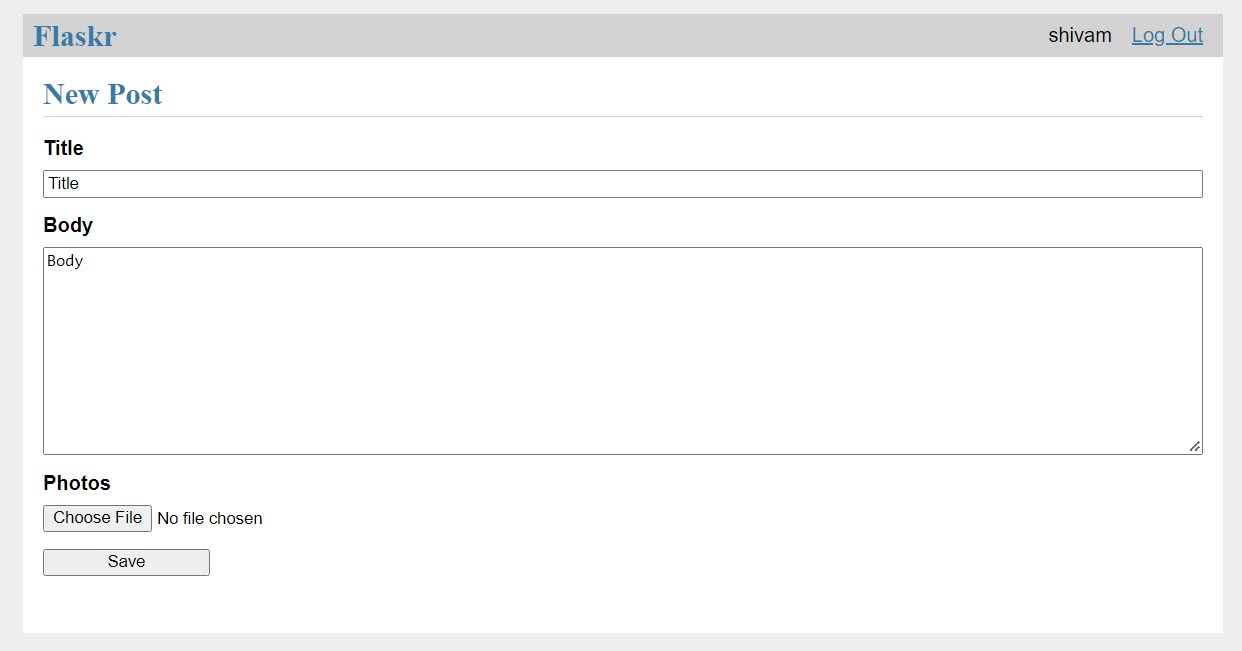 Flaskr shivam Log Out
New Post
Title
Title
Body
Body
Photos
Choose File No file chosen
Save